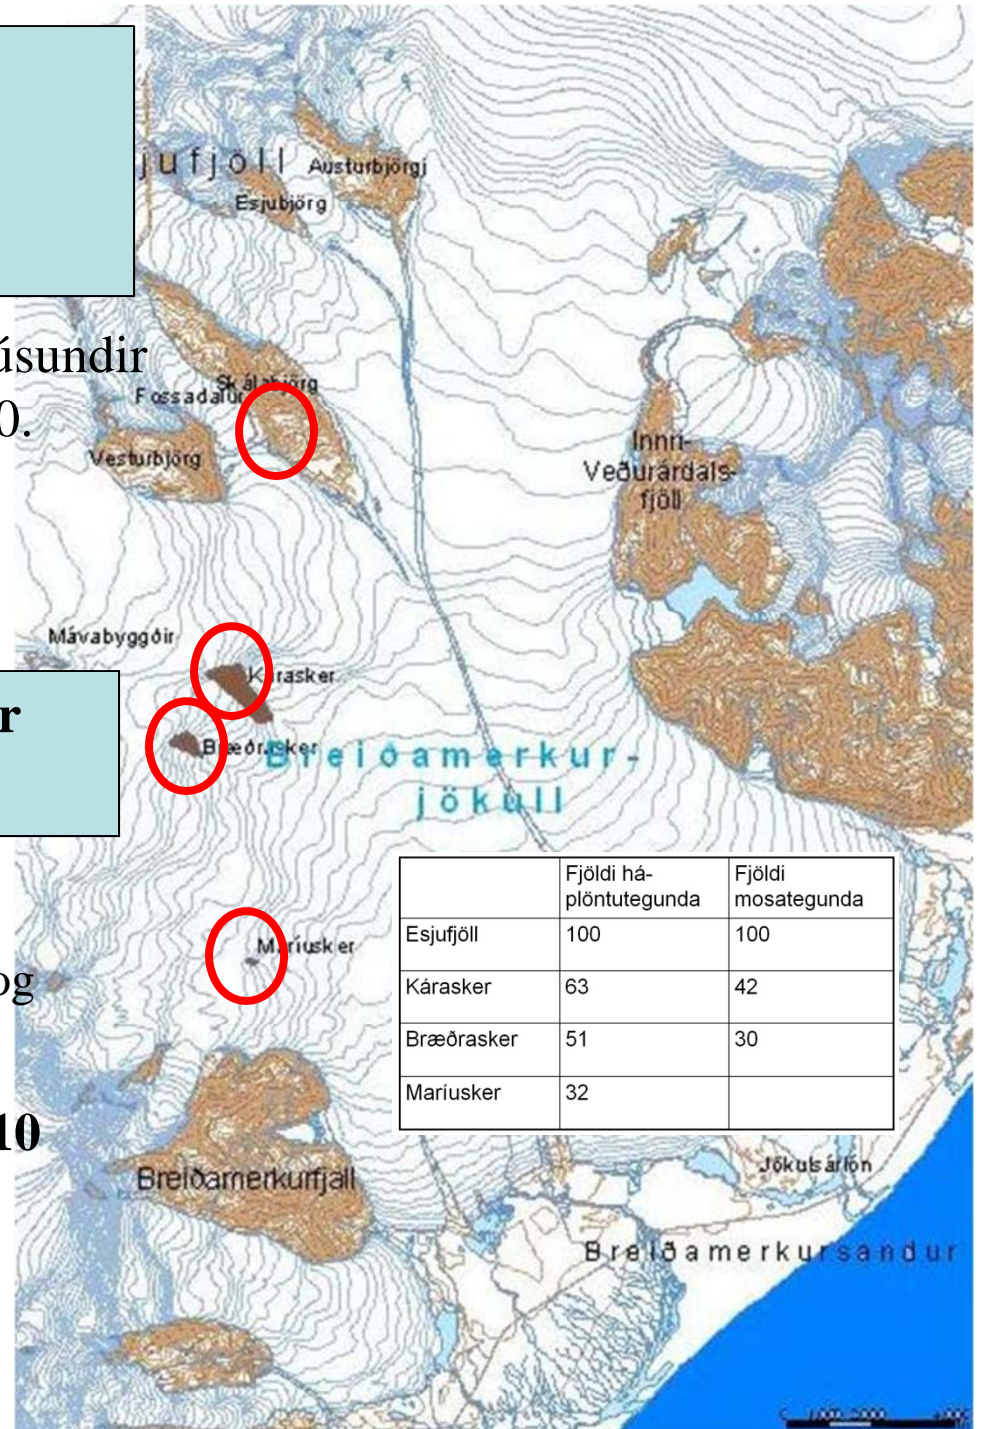 jufjöll
Austurbjörg
Esjubjörg
úsundir
Skálabjörg
Fossadalur
0.
Vesturbjörg
Innri-
Veðurárdals-
fjöll
Mávabyggðir
Kárasker
r
Bræðrasker
Breiðamerkur-
jökull
Fjöldi há-
plöntutegunda
Fjöldi
mosategunda
Esjufjöll 100 100
Maríusker
og
Kárasker 63 42
Bræðrasker 51 30
Maríusker 32
10
Jökulsárlón
Breiðamerkurfjall
Breiðamerkursandur